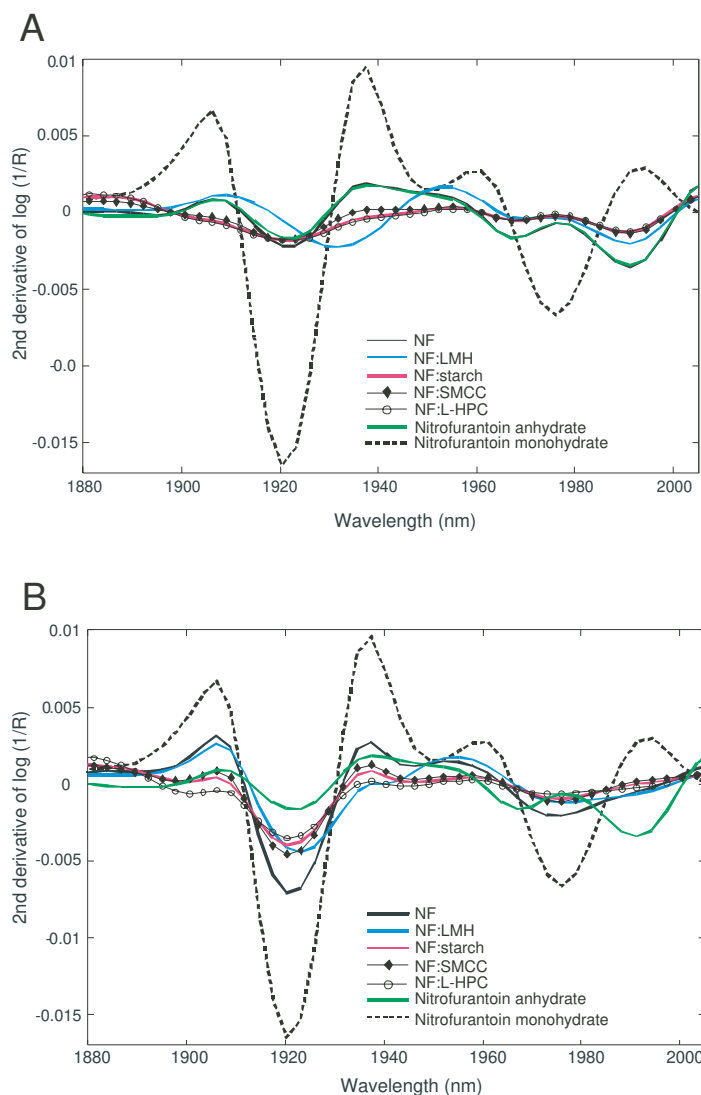 A
2nd derivative of log (1/R)
0.01
0.005
0
-0.005
-0.0
-0.015
NF
NF:LMH
NF:starch
NF:SMCC
NF:L-HPC
Nitrofurantoin anhydrate
Nitrofurantoin monohydrate
1880 1900 1920 1940 1960 1980 2000
Wavelength (nm)
B
2nd derivative of log (1/R)
0.01
0.005
0
-0.005
-0.01
-0.015
NF
NF:LMH
NF:starch
NF:SMCC
NF:L-HPC
Nitrofurantoin anhydrate
Nitrofurantoin monohydrate
1880 1900 1920 1940 1960 1980 2000
Wavelength (nm)